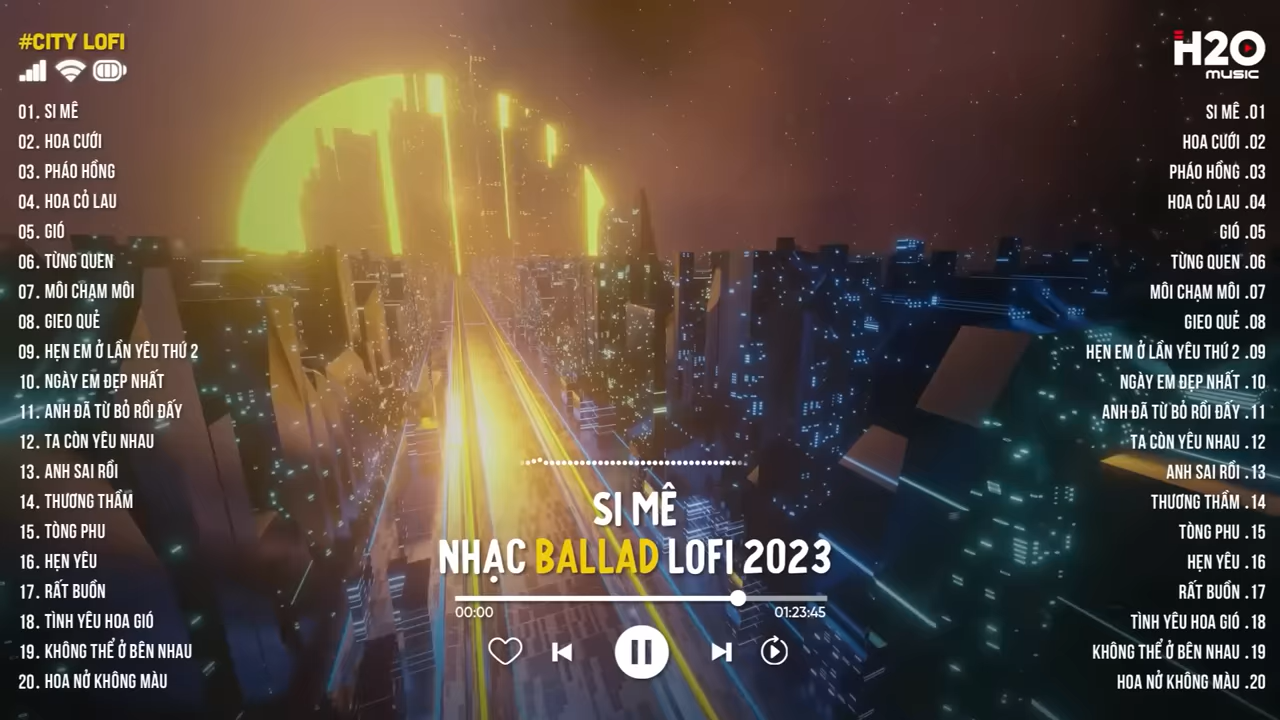 #CITY LOFI
01. SI MÊ
02. HOA CƯỚI
03. PHÁO HỒNG
04. HOA CỎ LAU
05. GIÓ
06. TỪNG QUEN
07. MÔI CHẠM MÔI
08. GIEO QUẺ
09. HẸN EM Ở LẦN YÊU THỨ 2
10. NGÀY EM ĐẸP NHẤT
11. ANH ĐÃ TỪ BỎ RỒI ĐẤY
12. TA CÒN YÊU NHAU
13. ANH SAI RỒI
14. THƯƠNG THẦM
15. TÒNG PHU
16. HẸN YÊU
17. RẤT BUỒN
18. TÌNH YÊU HOA GIÓ
19. KHÔNG THỂ Ở BÊN NHAU
20. HOA NỞ KHÔNG MÀU
SI MÊ
NHẠC BALLAD LOFI 2023
00:00 01:23:45
H2O
MUSIC
SI MÊ .01
HOA CƯỚI .02
PHÁO HỒNG .03
HOA CỎ LAU .04
GIÓ .05
TỪNG QUEN .06
MÔI CHẠM MÔI .07
GIEO QUẺ .08
HẸN EM Ở LẦN YÊU THỨ 2 .09
NGÀY EM ĐẸP NHẤT .10
ANH ĐÃ TỪ BỎ RỒI ĐẤY .11
TA CÒN YÊU NHAU .12
ANH SAI RỒI .13
THƯƠNG THẦM .14
TÒNG PHU .15
HẸN YÊU .16
RẤT BUỒN .17
TÌNH YÊU HOA GIÓ .18
KHÔNG THỂ Ở BÊN NHAU .19
HOA NỞ KHÔNG MÀU .20